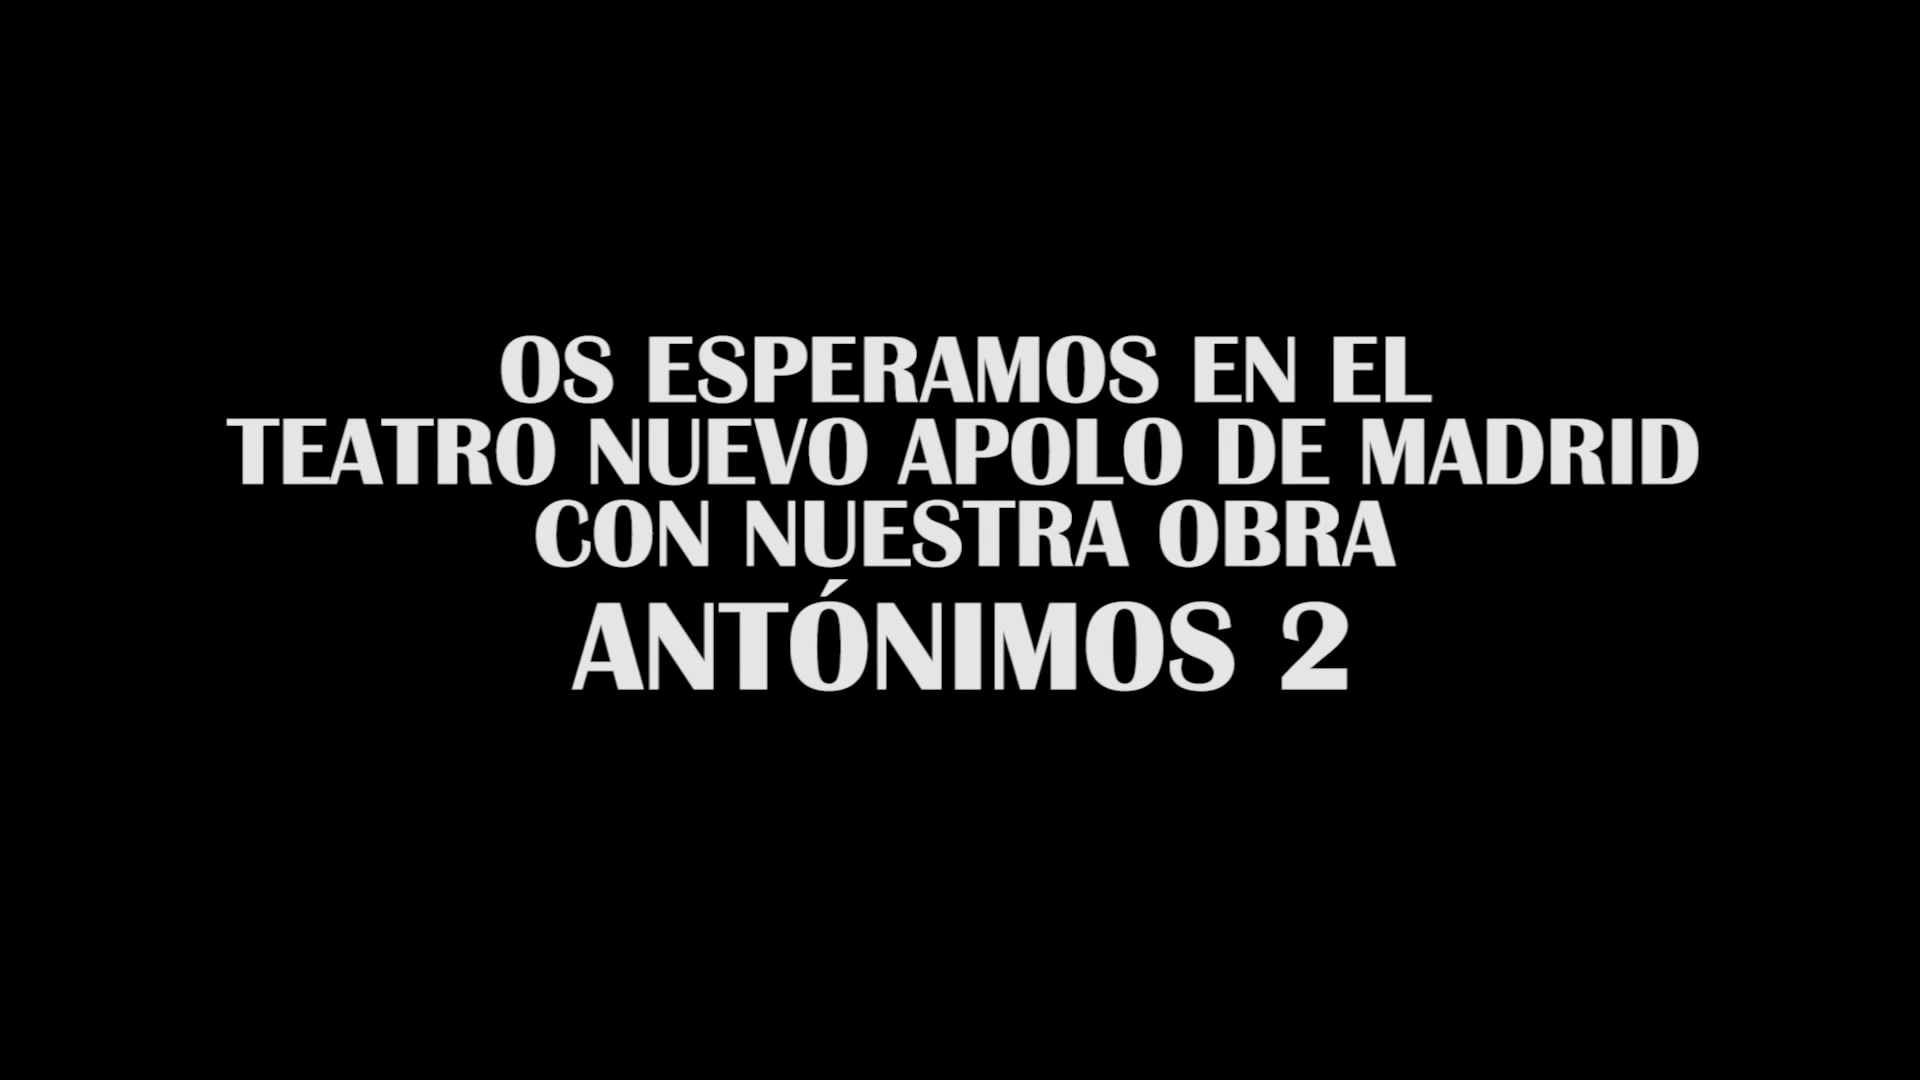 OS ESPERAMOS EN EL
TEATRO NUEVO APOLO DE MADRID
CON NUESTRA OBRA
ANTÓNIMOS 2